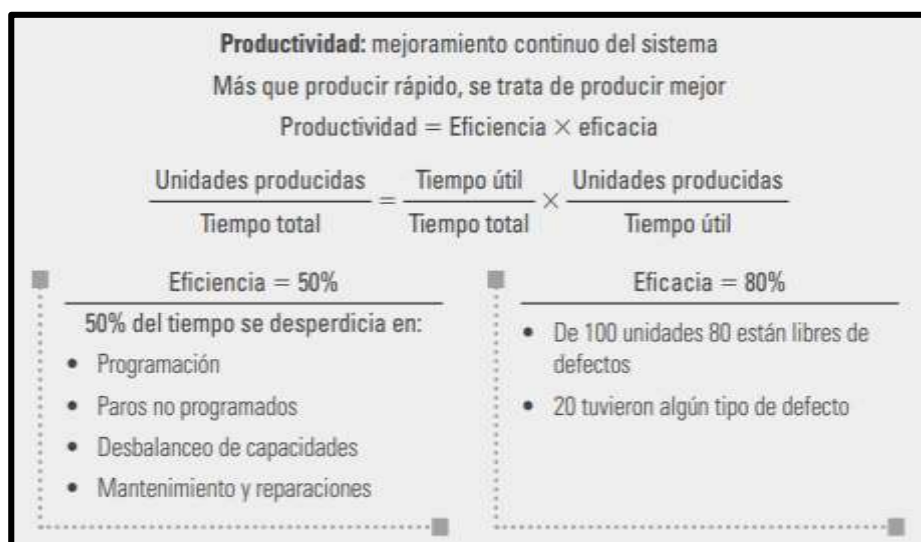 Productividad: mejoramiento continuo del sistema
Más que producir rápido, se trata de producir mejor
Productividad = Eficiencia × eficacia
Unidades producidas / Tiempo total = Tiempo útil / Tiempo total × Unidades producidas / Tiempo útil
Eficiencia = 50%
50% del tiempo se desperdicia en:
• Programación
• Paros no programados
• Desbalanceo de capacidades
• Mantenimiento y reparaciones
Eficacia = 80%
• De 100 unidades 80 están libres de
defectos
• 20 tuvieron algún tipo de defecto